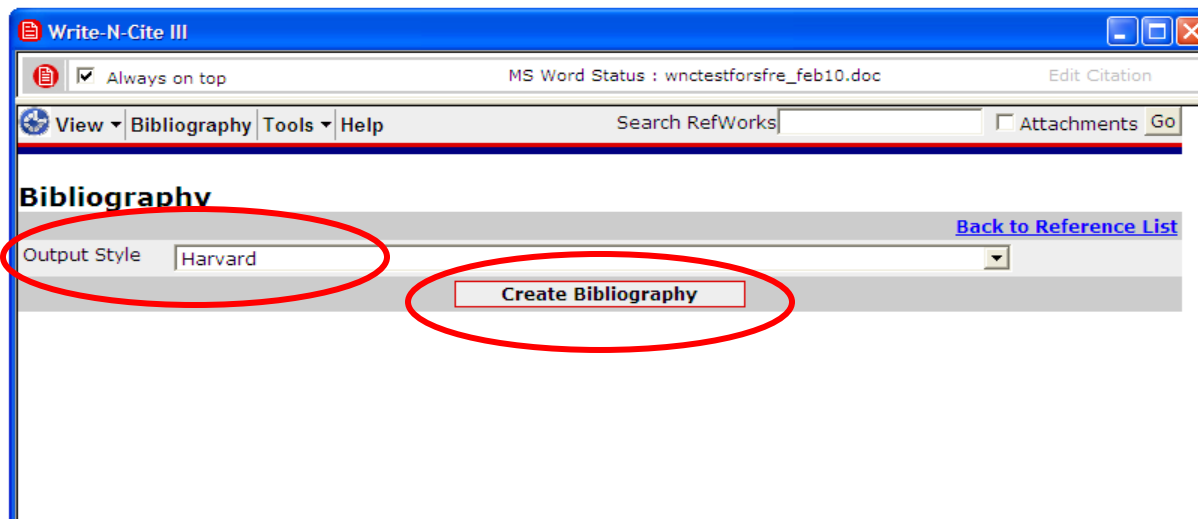 Write-N-Cite III
Always on top MS Word Status : wnctestforsfre_feb10.doc Edit Citation
View Bibliography Tools Help Search RefWorks Attachments Go
Bibliography
Back to Reference List
Output Style Harvard
Create Bibliography